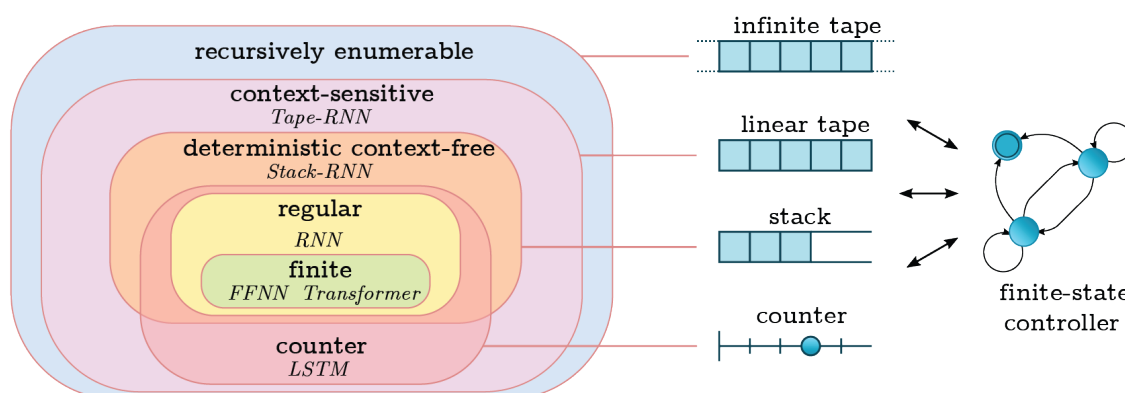 recursively enumerable
context-sensitive
Tape-RNN
deterministic context-free
Stack-RNN
regular
RNN
finite
FFNN Transformer
counter
LSTM
infinite tape
linear tape
stack
counter
finite-state
controller